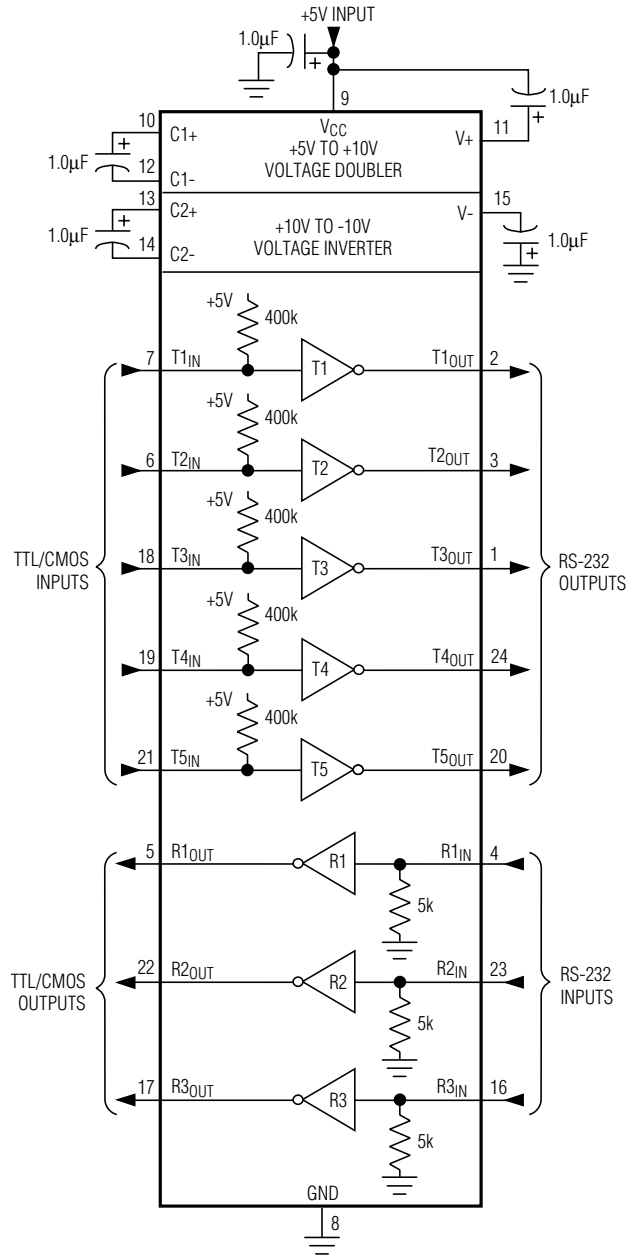 +5V INPUT
1.0µF
+
9
1.0µF
+
10 C1+
VCC
+5V TO +10V
VOLTAGE DOUBLER
V+ 11
1.0µF
+
12 C1-
13 C2+
+10V TO -10V
VOLTAGE INVERTER
V- 15
1.0µF
+
14 C2-
+
1.0µF
+5V
400k
7 T1IN
T1
T1OUT 2
+5V
400k
6 T2IN
T2
T2OUT 3
+5V
400k
TTL/CMOS
INPUTS
18 T3IN
T3
T3OUT 1
RS-232
OUTPUTS
+5V
400k
19 T4IN
T4
T4OUT 24
+5V
400k
21 T5IN
T5
T5OUT 20
5 R1OUT
R1
R1IN 4
5k
TTL/CMOS
OUTPUTS
22 R2OUT
R2
R2IN 23
RS-232
INPUTS
5k
17 R3OUT
R3
R3IN 16
5k
GND
8